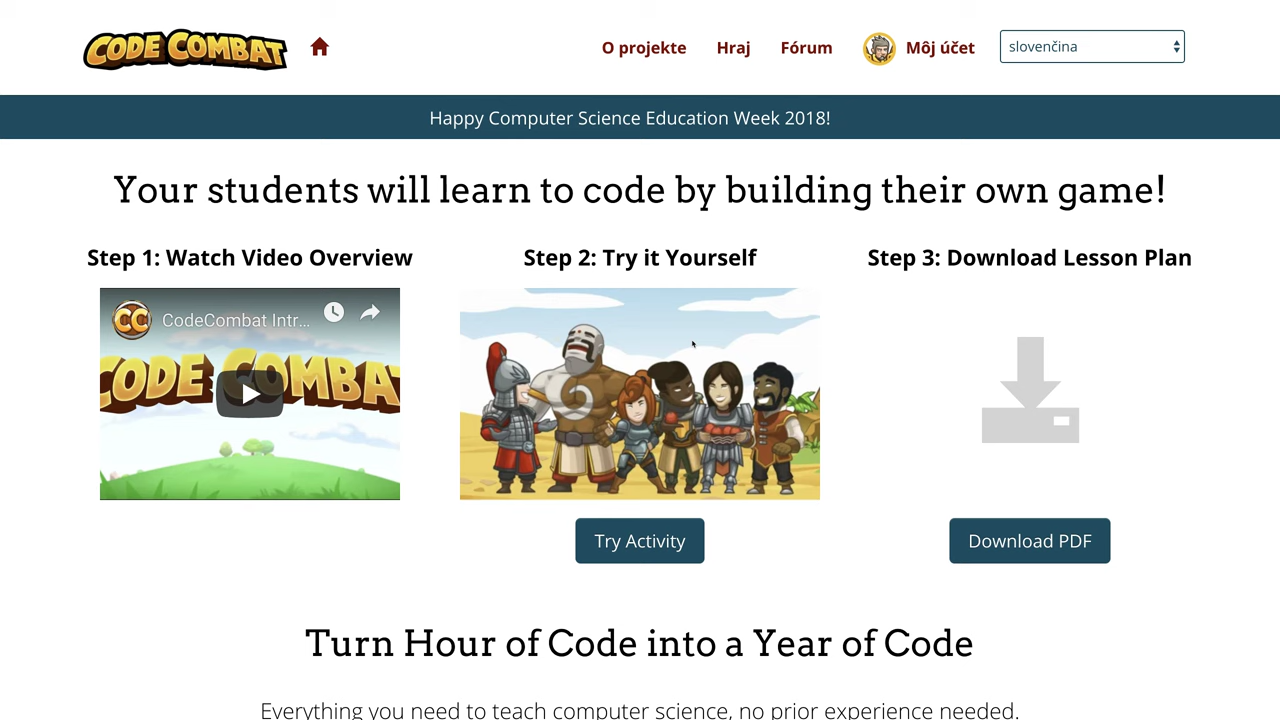 CODE COMBAT
O projekte
Hraj
Fórum
Môj účet
slovenčina
Happy Computer Science Education Week 2018!
Your students will learn to code by building their own game!
Step 1: Watch Video Overview
Step 2: Try it Yourself
Step 3: Download Lesson Plan
CC
CodeCombat Intr...
CODE COMBAT
Try Activity
Download PDF
Turn Hour of Code into a Year of Code
Everything you need to teach computer science, no prior experience needed.